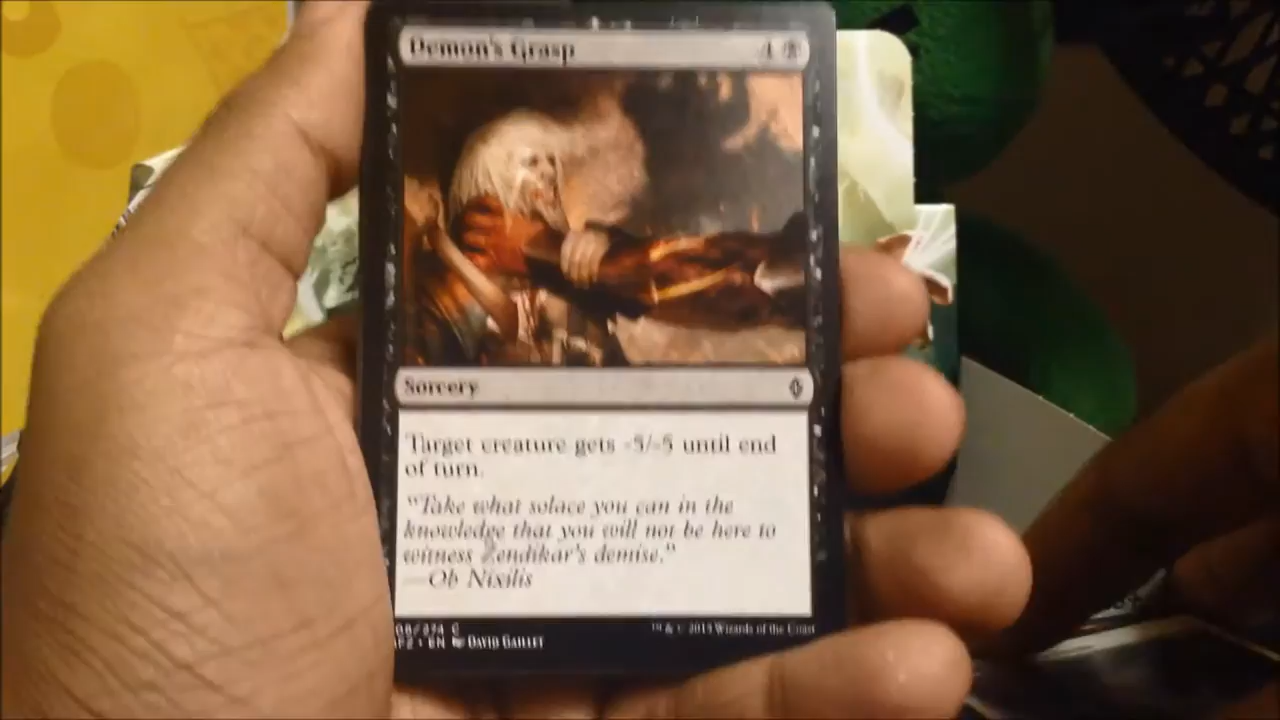 Demon's Grasp 4
Sorcery
Target creature gets -5/-5 until end
of turn.
"Take what solace you can in the
knowledge that you will not be here to
witness Zendikar's demise."
—Ob Nixilis
C
EN DAVID GAILLET
™ & © 2015 Wizards of the Coast